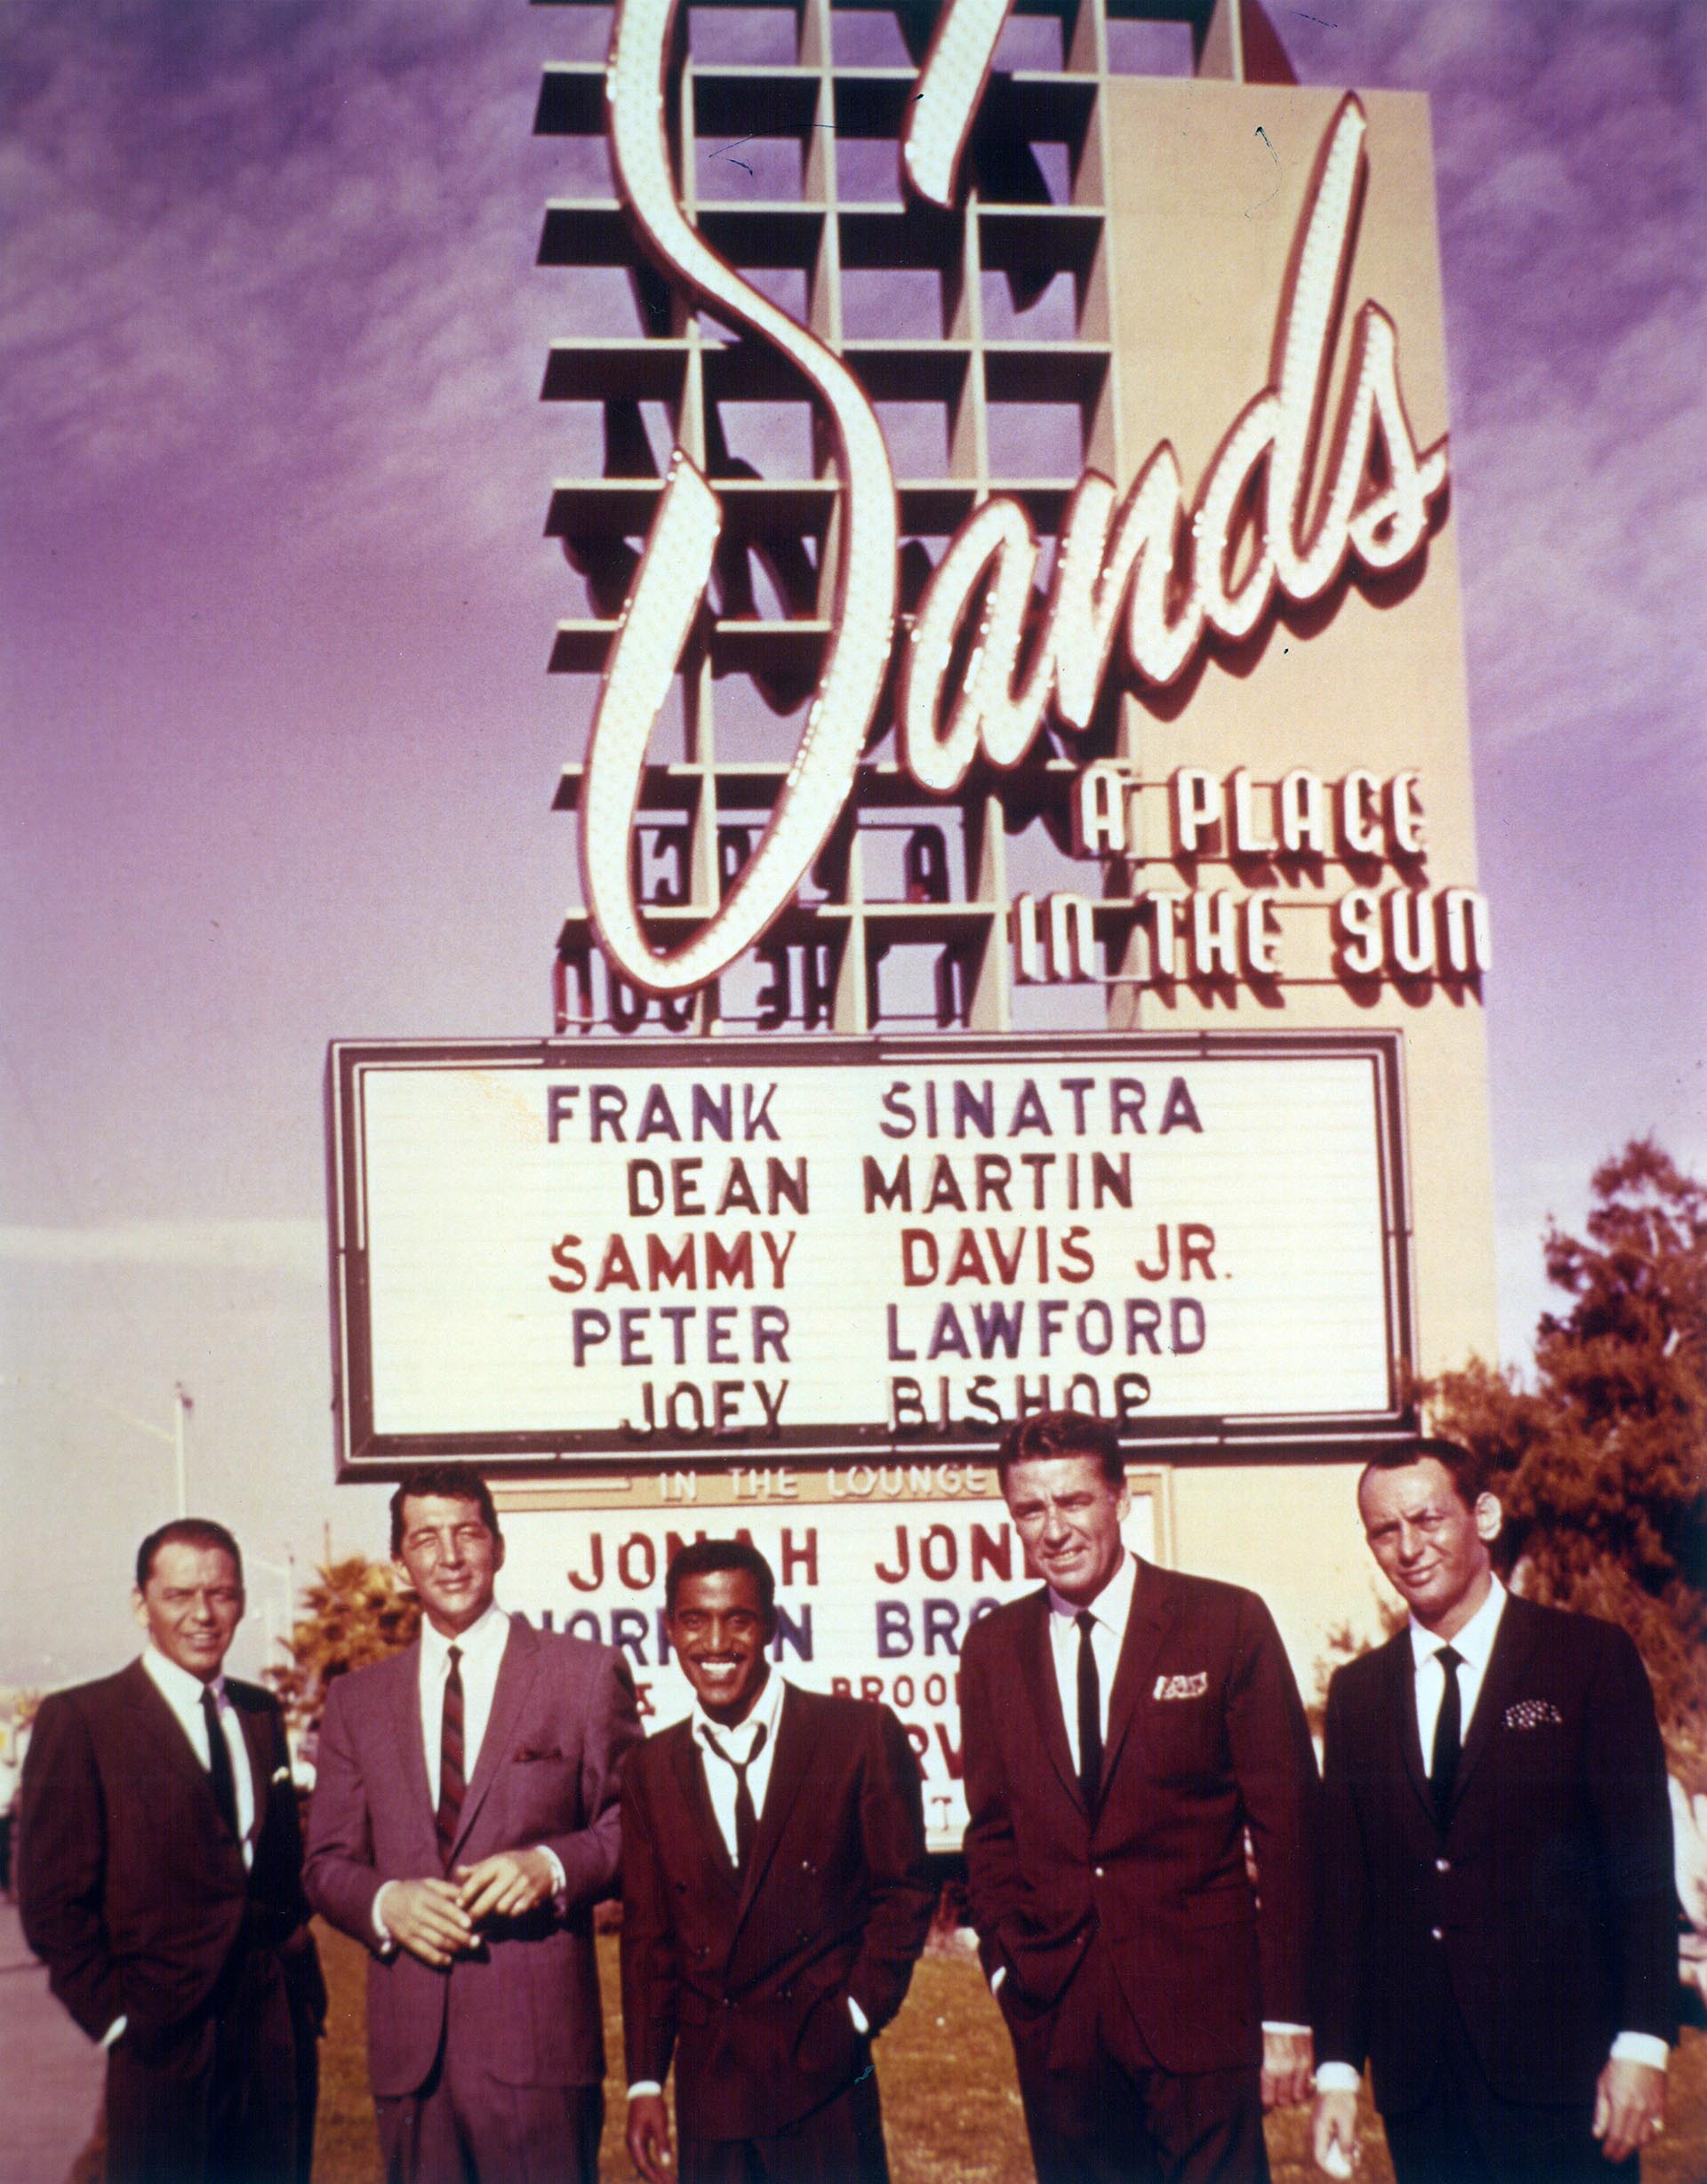 Sands
A PLACE
IN THE SUN
FRANK SINATRA
DEAN MARTIN
SAMMY DAVIS JR.
PETER LAWFORD
JOEY BISHOP
IN THE LOUNGE